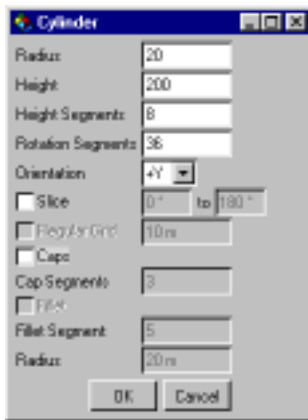 Cylinder
Radius 20
Height 200
Height Segments 8
Rotation Segments 36
Orientation +Y
Slice 0° to 180°
Regular Grid 10 m
Caps
Cap Segments 3
Fillet
Fillet Segment 5
Radius 20 m
OK Cancel